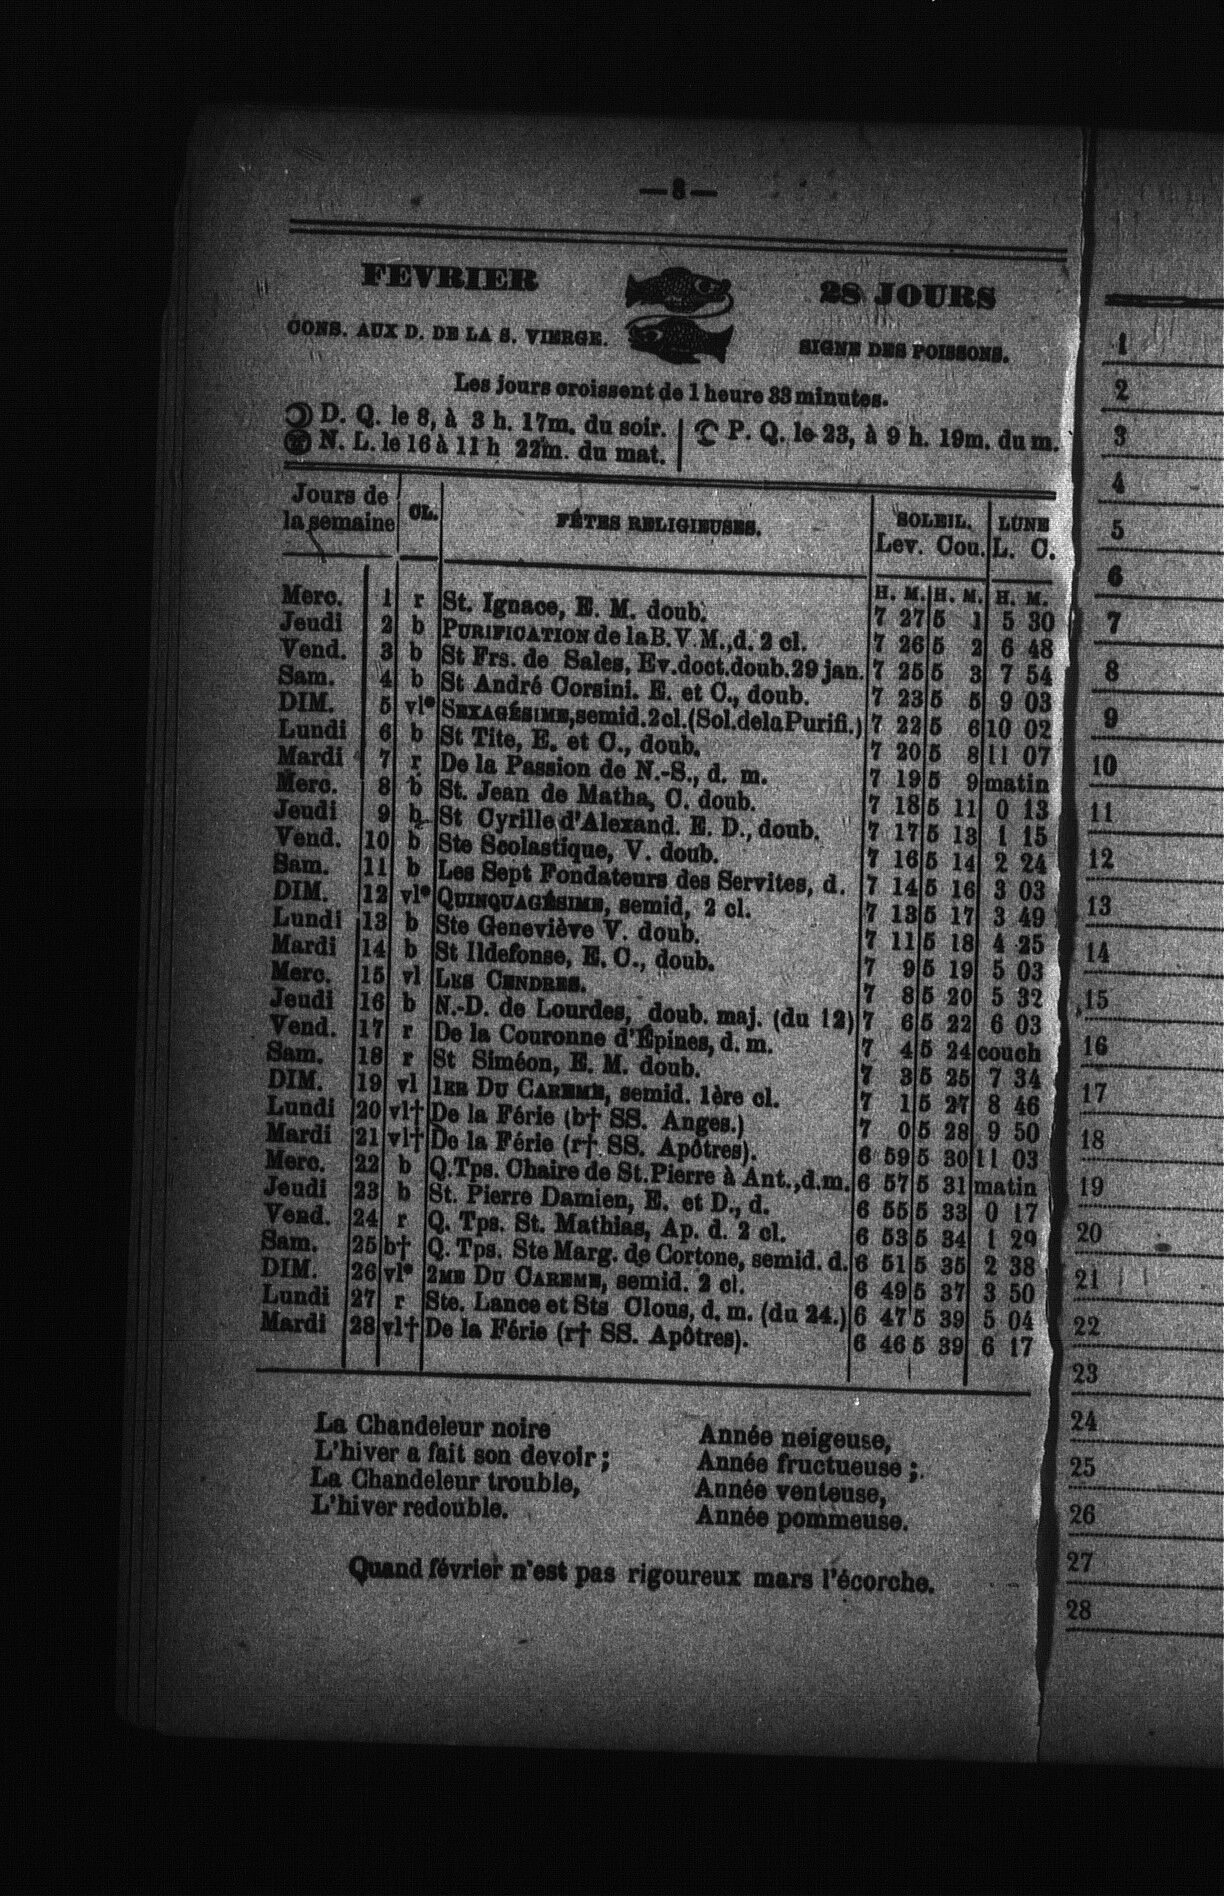 —8—
FEVRIER 28 JOURS
CONS. AUX D. DE LA S. VIERGE. SIGNE DES POISSONS.
Les jours croissent de 1 heure 33 minutes.
D. Q. le 8, à 3 h. 17m. du soir. P. Q. le 23, à 9 h. 19m. du m.
N. L. le 16 à 11 h 22m. du mat.
Jours de la semaine CL. FÊTES RELIGIEUSES. SOLEIL. LUNE
Lev. Cou. L. C.
H. M. H. M. H. M.
Merc. 1 r St. Ignace, E. M. doub. 7 27 5 1 5 30
Jeudi 2 b PURIFICATION de la B. V. M., d. 2 cl. 7 26 5 2 6 48
Vend. 3 b St Frs. de Sales, Ev. doct. doub. 29 jan. 7 25 5 3 7 54
Sam. 4 b St André Corsini. E. et C., doub. 7 23 5 5 9 03
DIM. 5 vl* SEXAGÉSIME, semid. 2 cl. (Sol. de la Purifi.) 7 22 5 6 10 02
Lundi 6 b St Tite, E. et C., doub. 7 20 5 8 11 07
Mardi 7 r De la Passion de N.-S., d. m. 7 19 5 9 matin
Merc. 8 b St. Jean de Matha, C. doub. 7 18 5 11 0 13
Jeudi 9 b St Cyrille d'Alexand. E. D., doub. 7 17 5 13 1 15
Vend. 10 b Ste Scolastique, V. doub. 7 16 5 14 2 24
Sam. 11 b Les Sept Fondateurs des Servites, d. 7 14 5 16 3 03
DIM. 12 vl* QUINQUAGÉSIME, semid, 2 cl. 7 13 5 17 3 49
Lundi 13 b Ste Geneviève V. doub. 7 11 5 18 4 25
Mardi 14 b St Ildefonse, E. C., doub. 7 9 5 19 5 03
Merc. 15 vl LES CENDRES. 7 8 5 20 5 32
Jeudi 16 b N.-D. de Lourdes, doub. maj. (du 12) 7 6 5 22 6 03
Vend. 17 r De la Couronne d'Épines, d. m. 7 4 5 24 couch
Sam. 18 r St Siméon, E. M. doub. 7 3 5 25 7 34
DIM. 19 vl 1ER DU CAREME, semid. 1ère cl. 7 1 5 27 8 46
Lundi 20 vl† De la Férie (b† SS. Anges.) 7 0 5 28 9 50
Mardi 21 vl† De la Férie (r† SS. Apôtres). 6 59 5 30 11 03
Merc. 22 b Q. Tps. Chaire de St. Pierre à Ant., d. m. 6 57 5 31 matin
Jeudi 23 b St. Pierre Damien, E. et D., d. 6 55 5 33 0 17
Vend. 24 r Q. Tps. St. Mathias, Ap. d. 2 cl. 6 53 5 34 1 29
Sam. 25 b† Q. Tps. Ste Marg. de Cortone, semid. d. 6 51 5 35 2 38
DIM. 26 vl* 2ME DU CAREME, semid. 2 cl. 6 49 5 37 3 50
Lundi 27 r Ste. Lance et Sts Clous, d. m. (du 24.) 6 47 5 39 5 04
Mardi 28 vl† De la Férie (r† SS. Apôtres). 6 46 5 39 6 17
La Chandeleur noire
L'hiver a fait son devoir ;
La Chandeleur trouble,
L'hiver redouble.
Année neigeuse,
Année fructueuse ;
Année venteuse,
Année pommeuse.
Quand février n'est pas rigoureux mars l'écorche.
1
2
3
4
5
6
7
8
9
10
11
12
13
14
15
16
17
18
19
20
21
22
23
24
25
26
27
28